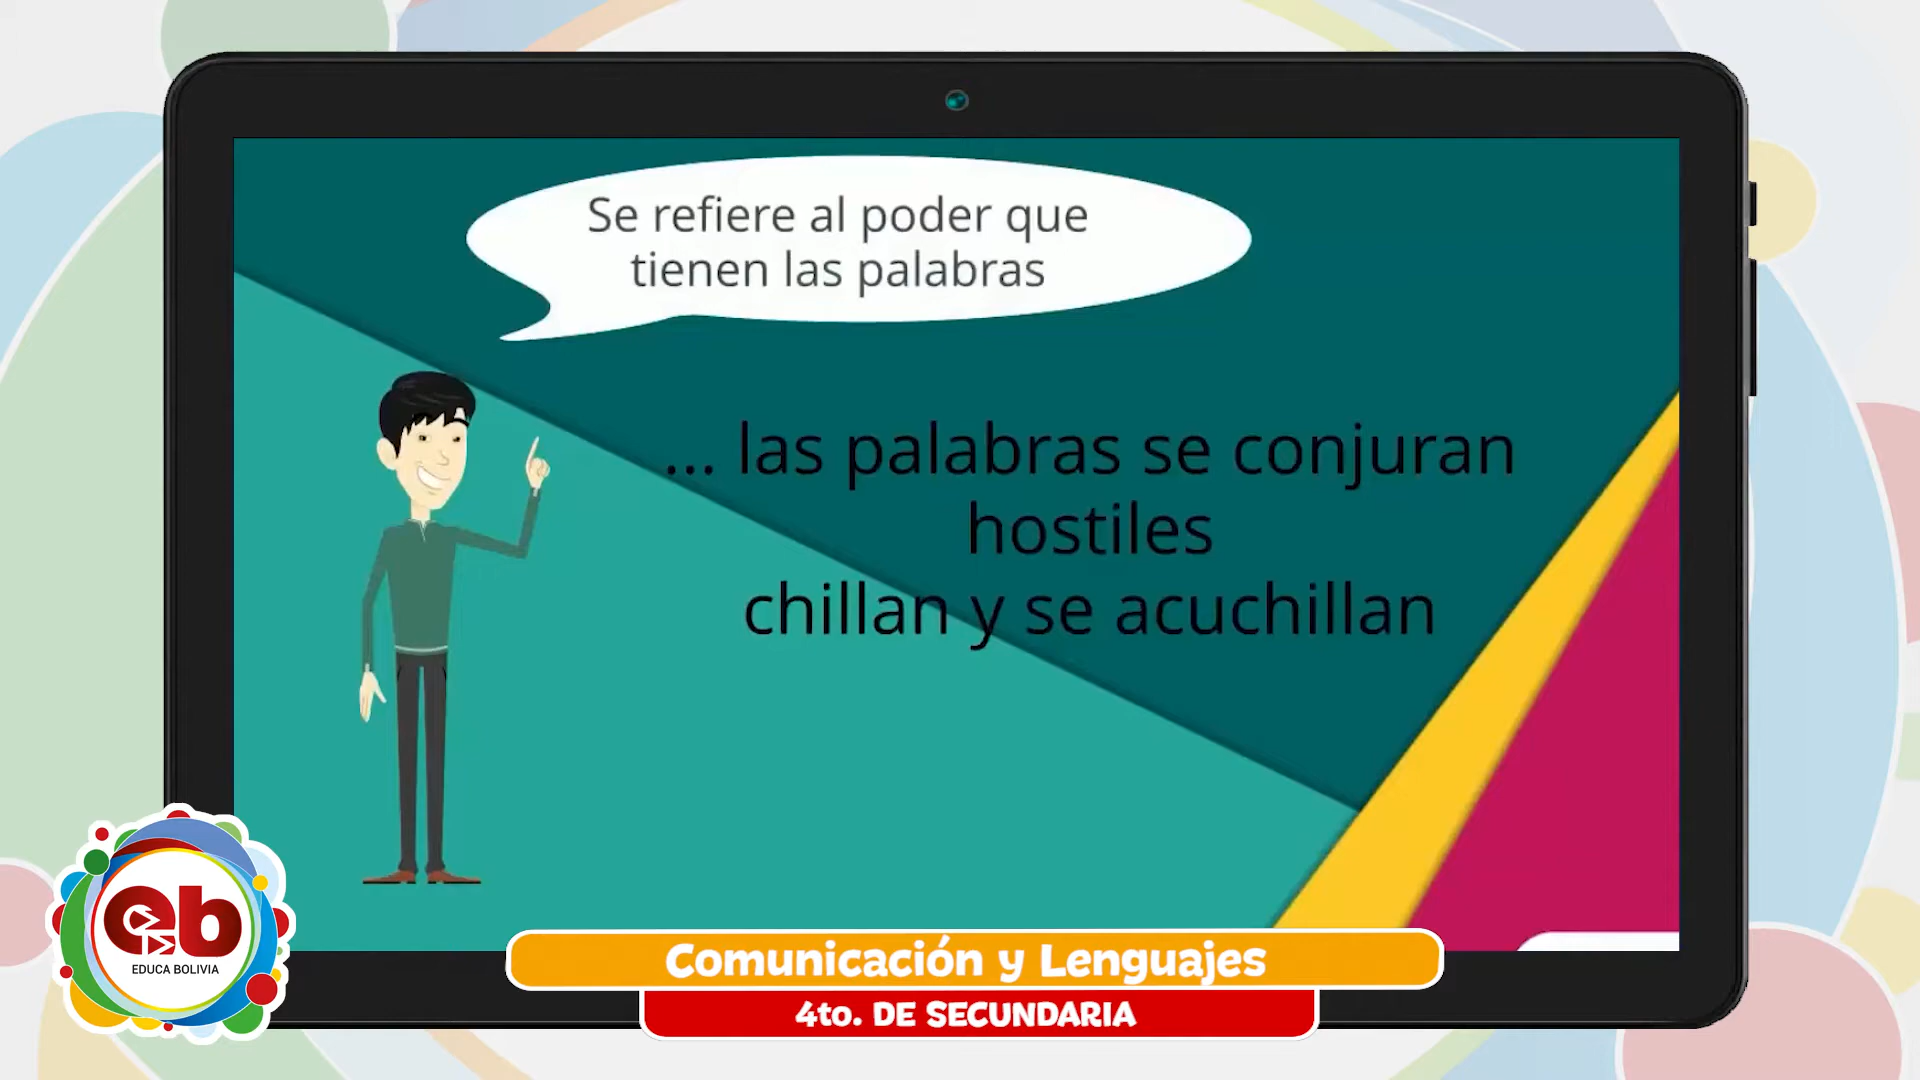 Se refiere al poder que
tienen las palabras
... las palabras se conjuran
hostiles
chillan y se acuchillan
eb
EDUCA BOLIVIA
Comunicación y Lenguajes
4to. DE SECUNDARIA